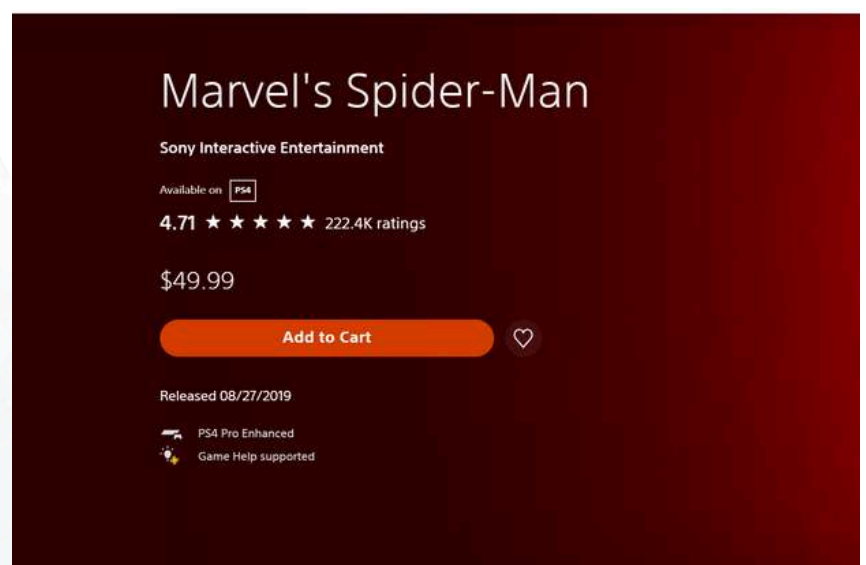 Marvel's Spider-Man
Sony Interactive Entertainment
Available on PS4
4.71 ★ ★ ★ ★ ★ 222.4K ratings
$49.99
Add to Cart
Released 08/27/2019
PS4 Pro Enhanced
Game Help supported